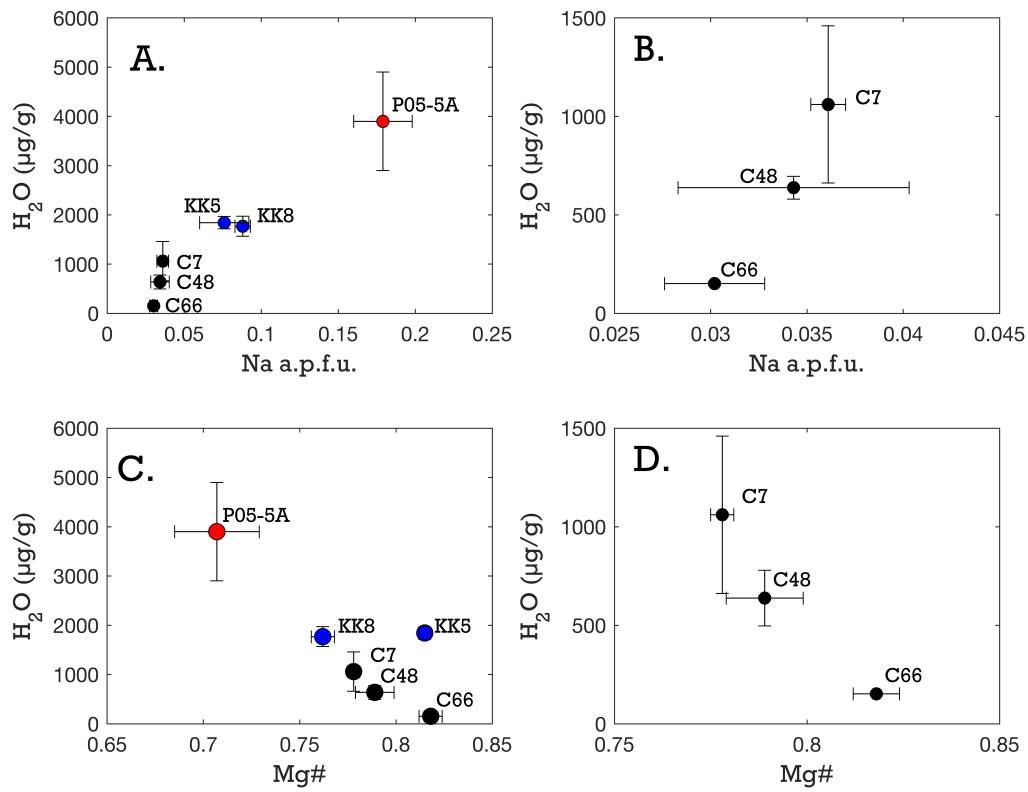 A.
H2O (μg/g)
6000
5000
4000
3000
2000
1000
0
P05-5A
KK5
KK8
C7
C48
C66
0 0.05 0.1 0.15 0.2 0.25
Na a.p.f.u.
B.
H2O (μg/g)
1500
1000
500
0
C7
C48
C66
0.025 0.03 0.035 0.04 0.045
Na a.p.f.u.
C.
H2O (μg/g)
6000
5000
4000
3000
2000
1000
0
P05-5A
KK8
KK5
C7
C48
C66
0.65 0.7 0.75 0.8 0.85
Mg#
D.
H2O (μg/g)
1500
1000
500
0
C7
C48
C66
0.75 0.8 0.85
Mg#